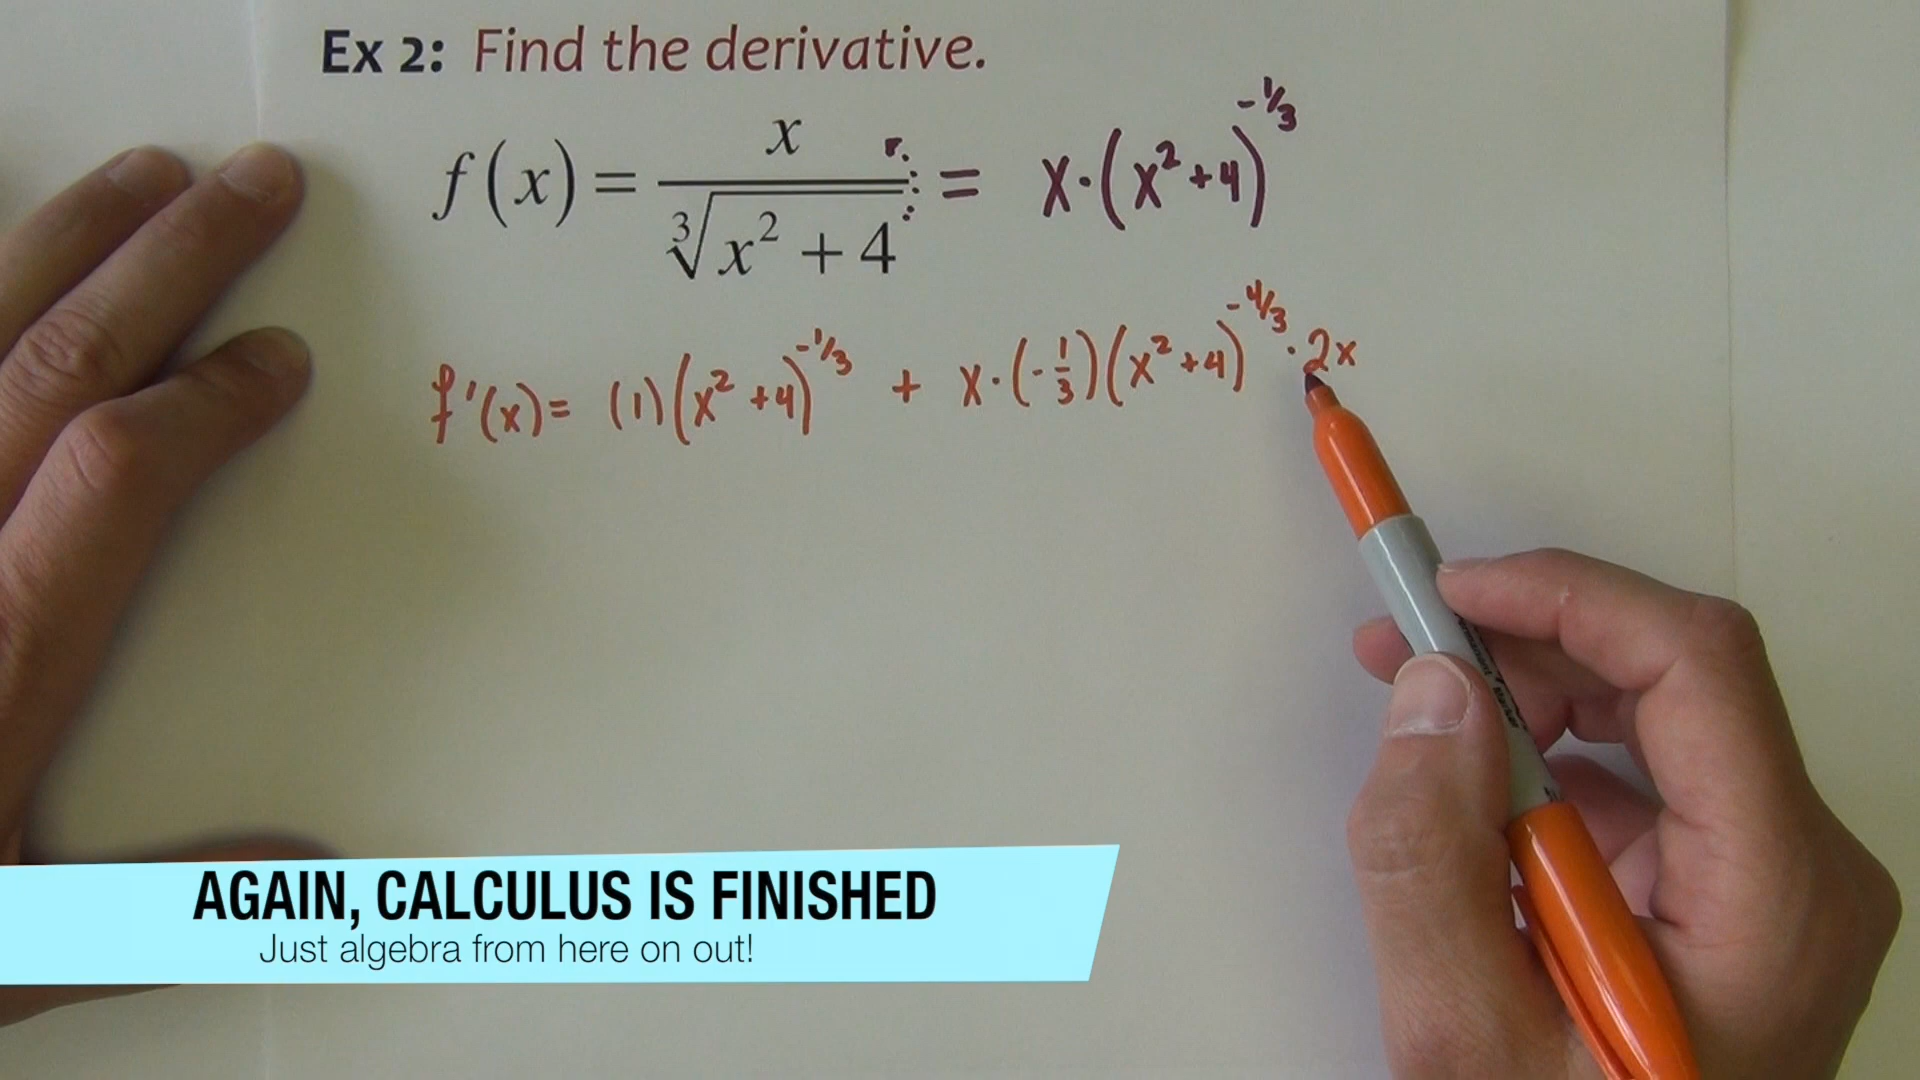 Ex 2: Find the derivative.
f(x) = x / ∛(x² + 4) = x·(x²+4)^(-1/3)
f'(x) = (1)(x²+4)^(-1/3) + x·(-1/3)(x²+4)^(-4/3)·2x
AGAIN, CALCULUS IS FINISHED
Just algebra from here on out!